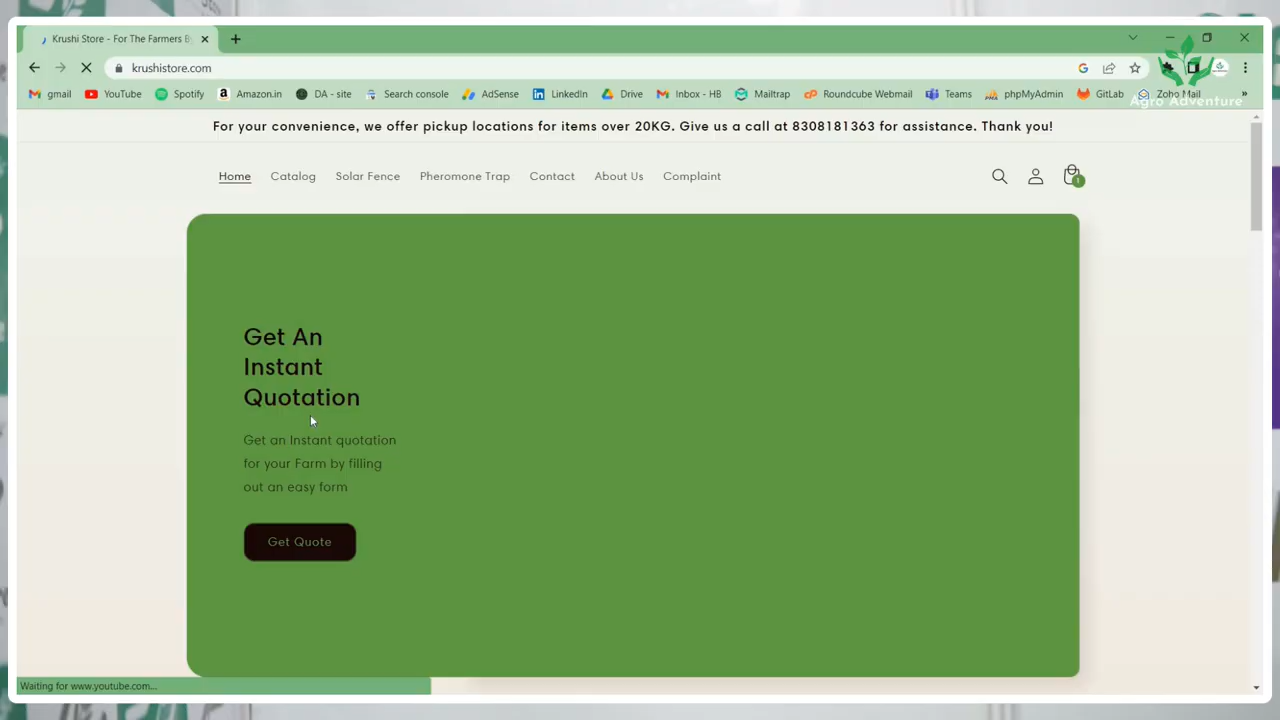 Krushi Store - For The Farmers B
krushistore.com
gmail YouTube Spotify Amazon.in DA - site Search console AdSense LinkedIn Drive Inbox - HB Mailtrap Roundcube Webmail Teams phpMyAdmin GitLab Zoho Mail »
Agro Adventure
For your convenience, we offer pickup locations for items over 20KG. Give us a call at 8308181363 for assistance. Thank you!
Home Catalog Solar Fence Pheromone Trap Contact About Us Complaint
1
Get An
Instant
Quotation
Get an Instant quotation
for your Farm by filling
out an easy form
Get Quote
Waiting for www.youtube.com...